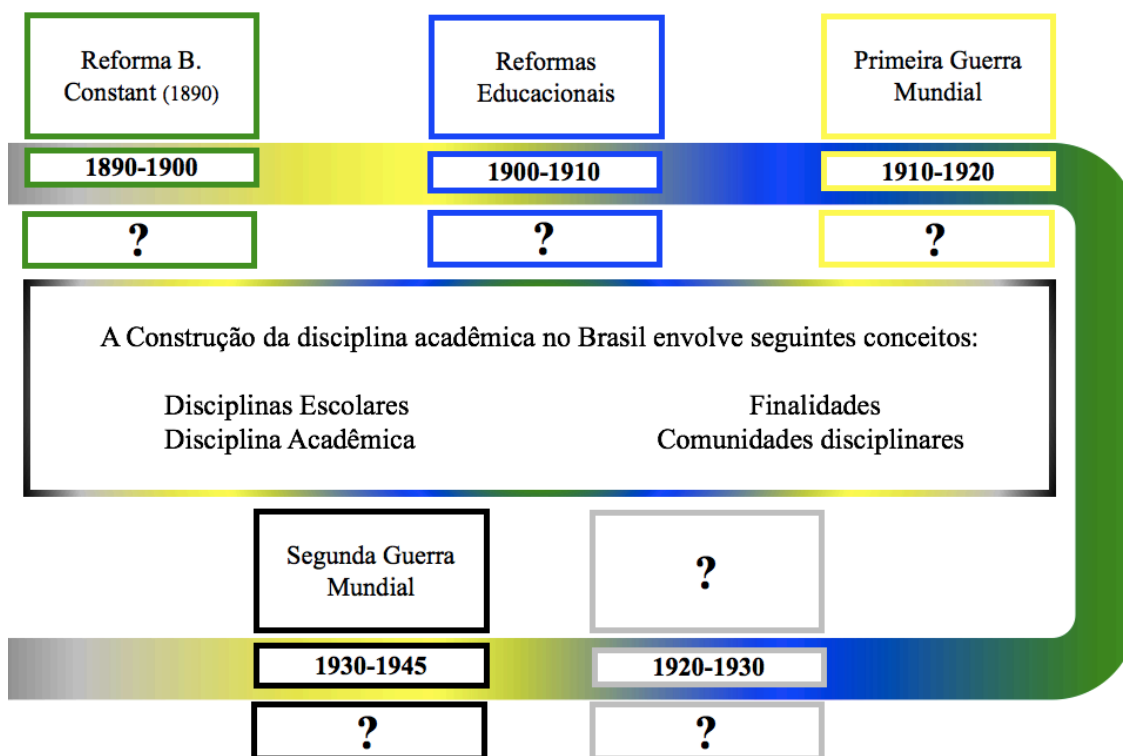 Reforma B.
Constant (1890)
Reformas
Educacionais
Primeira Guerra
Mundial
1890-1900
1900-1910
1910-1920
?
?
?
A Construção da disciplina acadêmica no Brasil envolve seguintes conceitos:
Disciplinas Escolares
Disciplina Acadêmica
Finalidades
Comunidades disciplinares
Segunda Guerra
Mundial
?
1930-1945
1920-1930
?
?